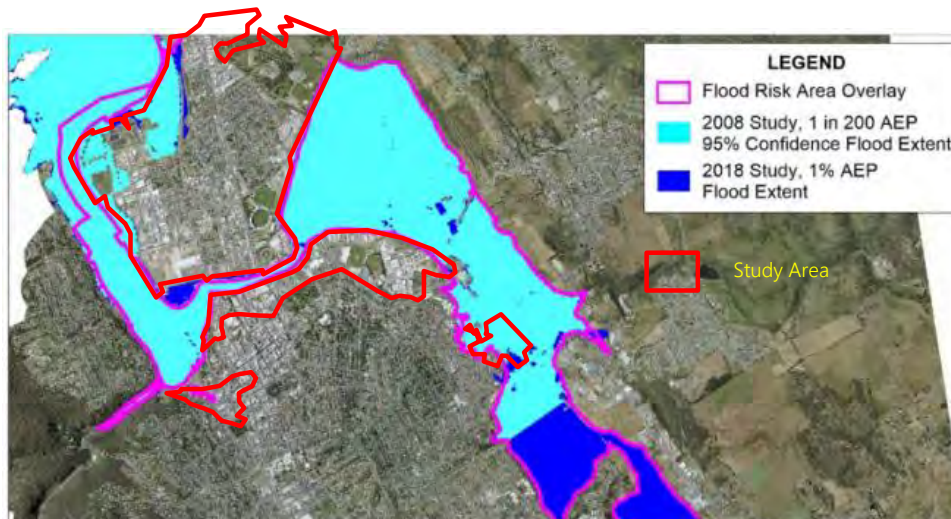 LEGEND
Flood Risk Area Overlay
2008 Study, 1 in 200 AEP
95% Confidence Flood Extent
2018 Study, 1% AEP
Flood Extent
Study Area